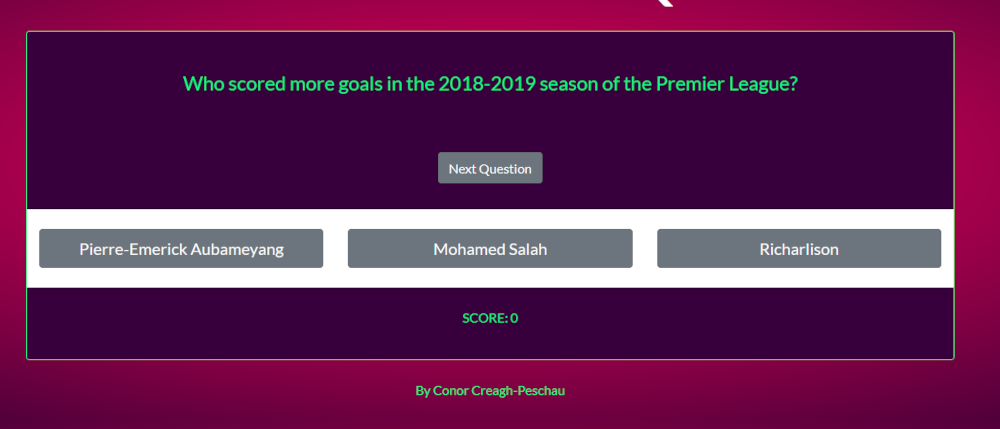 Who scored more goals in the 2018-2019 season of the Premier League?
Next Question
Pierre-Emerick Aubameyang
Mohamed Salah
Richarlison
SCORE: 0
By Conor Creagh-Peschau